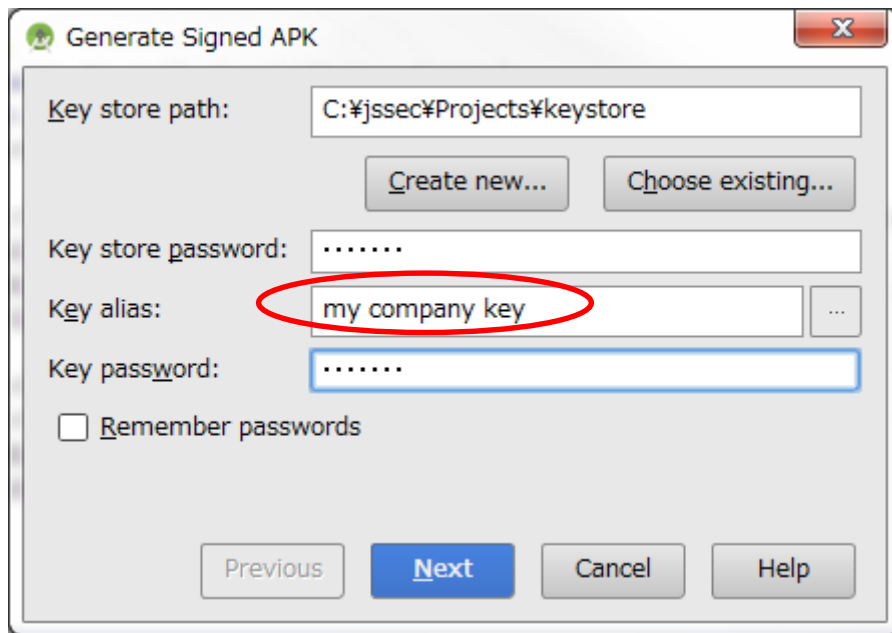 Generate Signed APK
Key store path: C:¥jssec¥Projects¥keystore
Create new... Choose existing...
Key store password: ·······
Key alias: my company key ...
Key password: ·······
Remember passwords
Previous Next Cancel Help